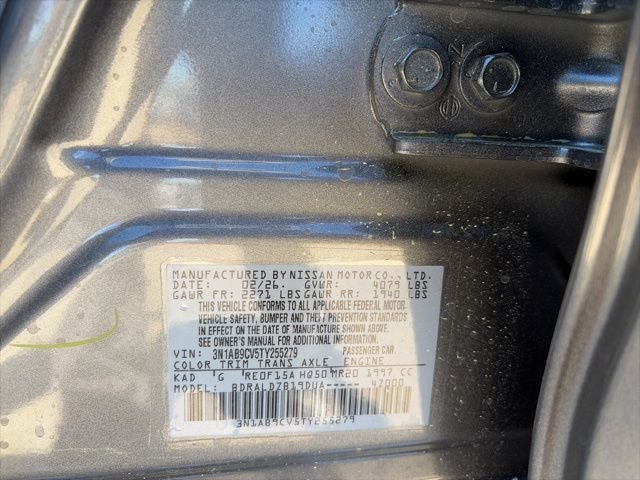 MANUFACTURED BY NISSAN MOTOR CO., LTD.
DATE: 02/26. GVWR: 4079 LBS
GAWR FR: 2271 LBS GAWR RR: 1940 LBS
THIS VEHICLE CONFORMS TO ALL APPLICABLE FEDERAL MOTOR
VEHICLE SAFETY, BUMPER AND THEFT PREVENTION STANDARDS
IN EFFECT ON THE DATE OF MANUFACTURE SHOWN ABOVE.
SEE OWNER'S MANUAL FOR ADDITIONAL INFORMATION.
VIN: 3N1AB9CV5TY255279 PASSENGER CAR.
COLOR TRIM TRANS AXLE ENGINE
KAD G RE0F15A HQ50 MR20 1997 CC
MODEL: BDRALDZB19DUA----- 47000
3N1AB9CV5TY255279